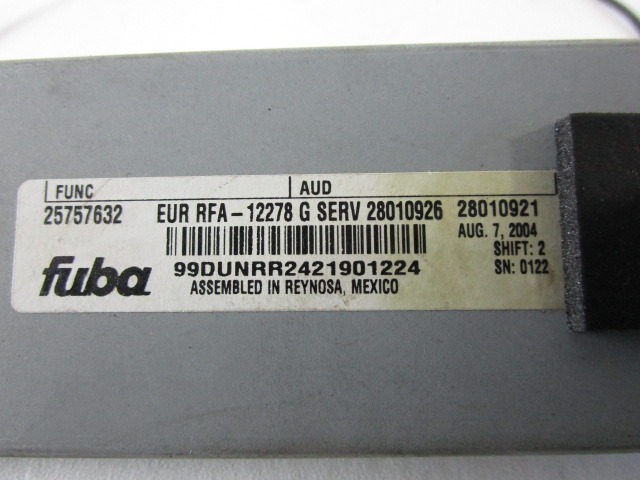 FUNC AUD
25757632 EUR RFA-12278 G SERV 28010926 28010921
AUG. 7, 2004
SHIFT: 2
fuba 99DUNRR2421901224 SN: 0122
ASSEMBLED IN REYNOSA, MEXICO